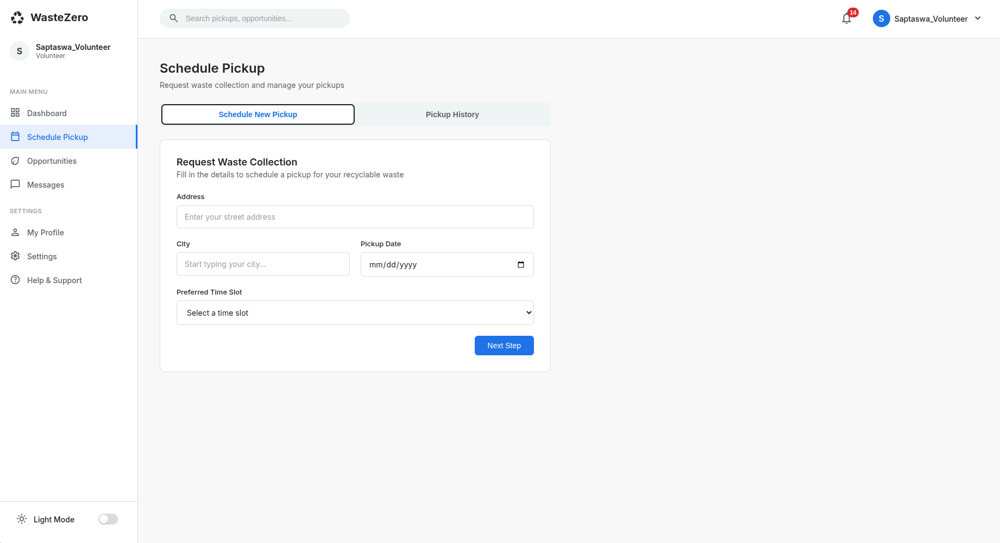 WasteZero
S
Saptaswa_Volunteer
Volunteer
MAIN MENU
Dashboard
Schedule Pickup
Opportunities
Messages
SETTINGS
My Profile
Settings
Help & Support
Light Mode
Search pickups, opportunities...
14
S
Saptaswa_Volunteer
Schedule Pickup
Request waste collection and manage your pickups
Schedule New Pickup
Pickup History
Request Waste Collection
Fill in the details to schedule a pickup for your recyclable waste
Address
Enter your street address
City
Pickup Date
Start typing your city...
mm/dd/yyyy
Preferred Time Slot
Select a time slot
Next Step